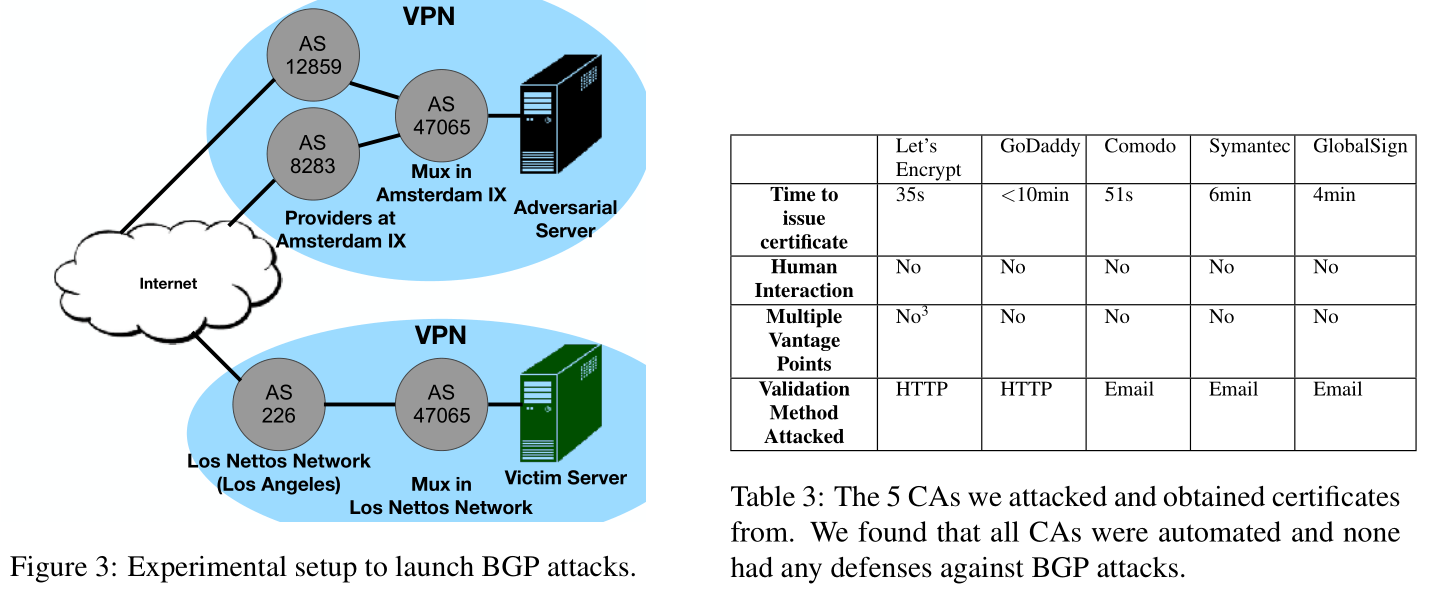 VPN
AS
12859
AS
8283
AS
47065
Mux in
Amsterdam IX
Providers at
Amsterdam IX
Adversarial
Server
Internet
VPN
AS
226
AS
47065
Los Nettos Network
(Los Angeles)
Mux in
Los Nettos Network
Victim Server
Figure 3: Experimental setup to launch BGP attacks.
Let's Encrypt GoDaddy Comodo Symantec GlobalSign
Time to issue certificate 35s <10min 51s 6min 4min
Human Interaction No No No No No
Multiple Vantage Points No3 No No No No
Validation Method Attacked HTTP HTTP Email Email Email
Table 3: The 5 CAs we attacked and obtained certificates
from. We found that all CAs were automated and none
had any defenses against BGP attacks.